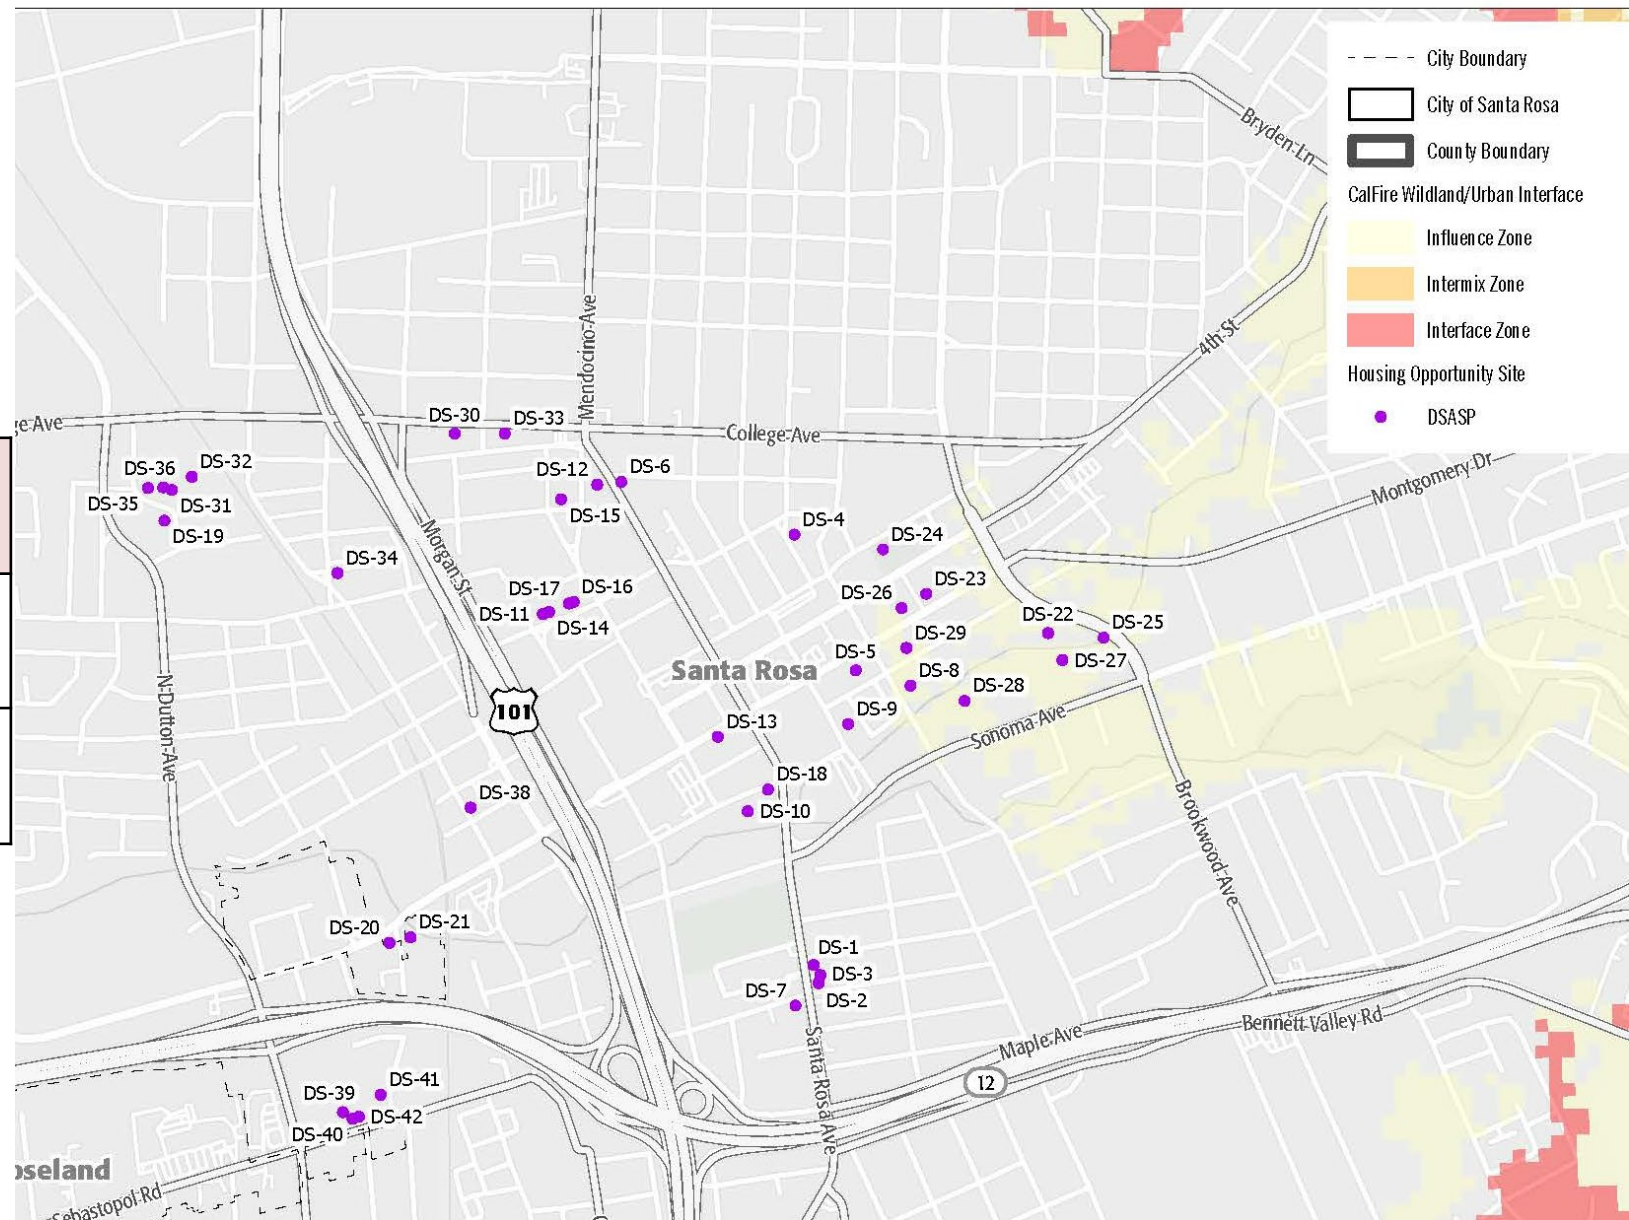 City Boundary
City of Santa Rosa
County Boundary
CalFire Wildland/Urban Interface
Influence Zone
Intermix Zone
Interface Zone
Housing Opportunity Site
DSASP
Bryden Ln
4th St
Mendocino Ave
ge Ave
College Ave
Montgomery Dr
DS-30
DS-33
DS-36
DS-32
DS-35
DS-31
DS-19
DS-12
DS-6
DS-15
DS-4
DS-24
DS-34
Morgan St
DS-17
DS-16
DS-11
DS-14
DS-26
DS-23
DS-22
DS-25
DS-29
DS-27
DS-5
DS-8
DS-28
Santa Rosa
N Dutton Ave
101
DS-13
DS-9
Sonoma Ave
DS-18
DS-10
DS-38
Brookwood Ave
DS-20
DS-21
DS-1
DS-3
DS-7
DS-2
Santa Rosa Ave
Maple Ave
Bennett Valley Rd
12
DS-39
DS-41
DS-40
DS-42
oseland
Sebastopol Rd